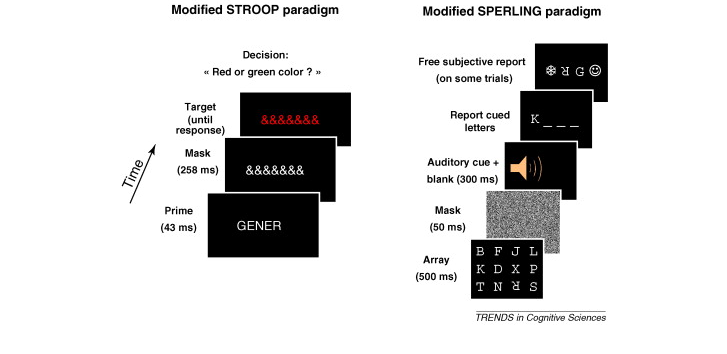 Modified STROOP paradigm
Decision:
« Red or green color ? »
Target
(until
response)
&&&&&&&
Mask
(258 ms)
&&&&&&&
Time
Prime
(43 ms)
GENER
Modified SPERLING paradigm
Free subjective report
(on some trials)
❄ ꓤ G ☺
Report cued
letters
K _ _ _
Auditory cue +
blank (300 ms)
Mask
(50 ms)
Array
(500 ms)
B F J L
K D X P
T N ꓤ S
TRENDS in Cognitive Sciences